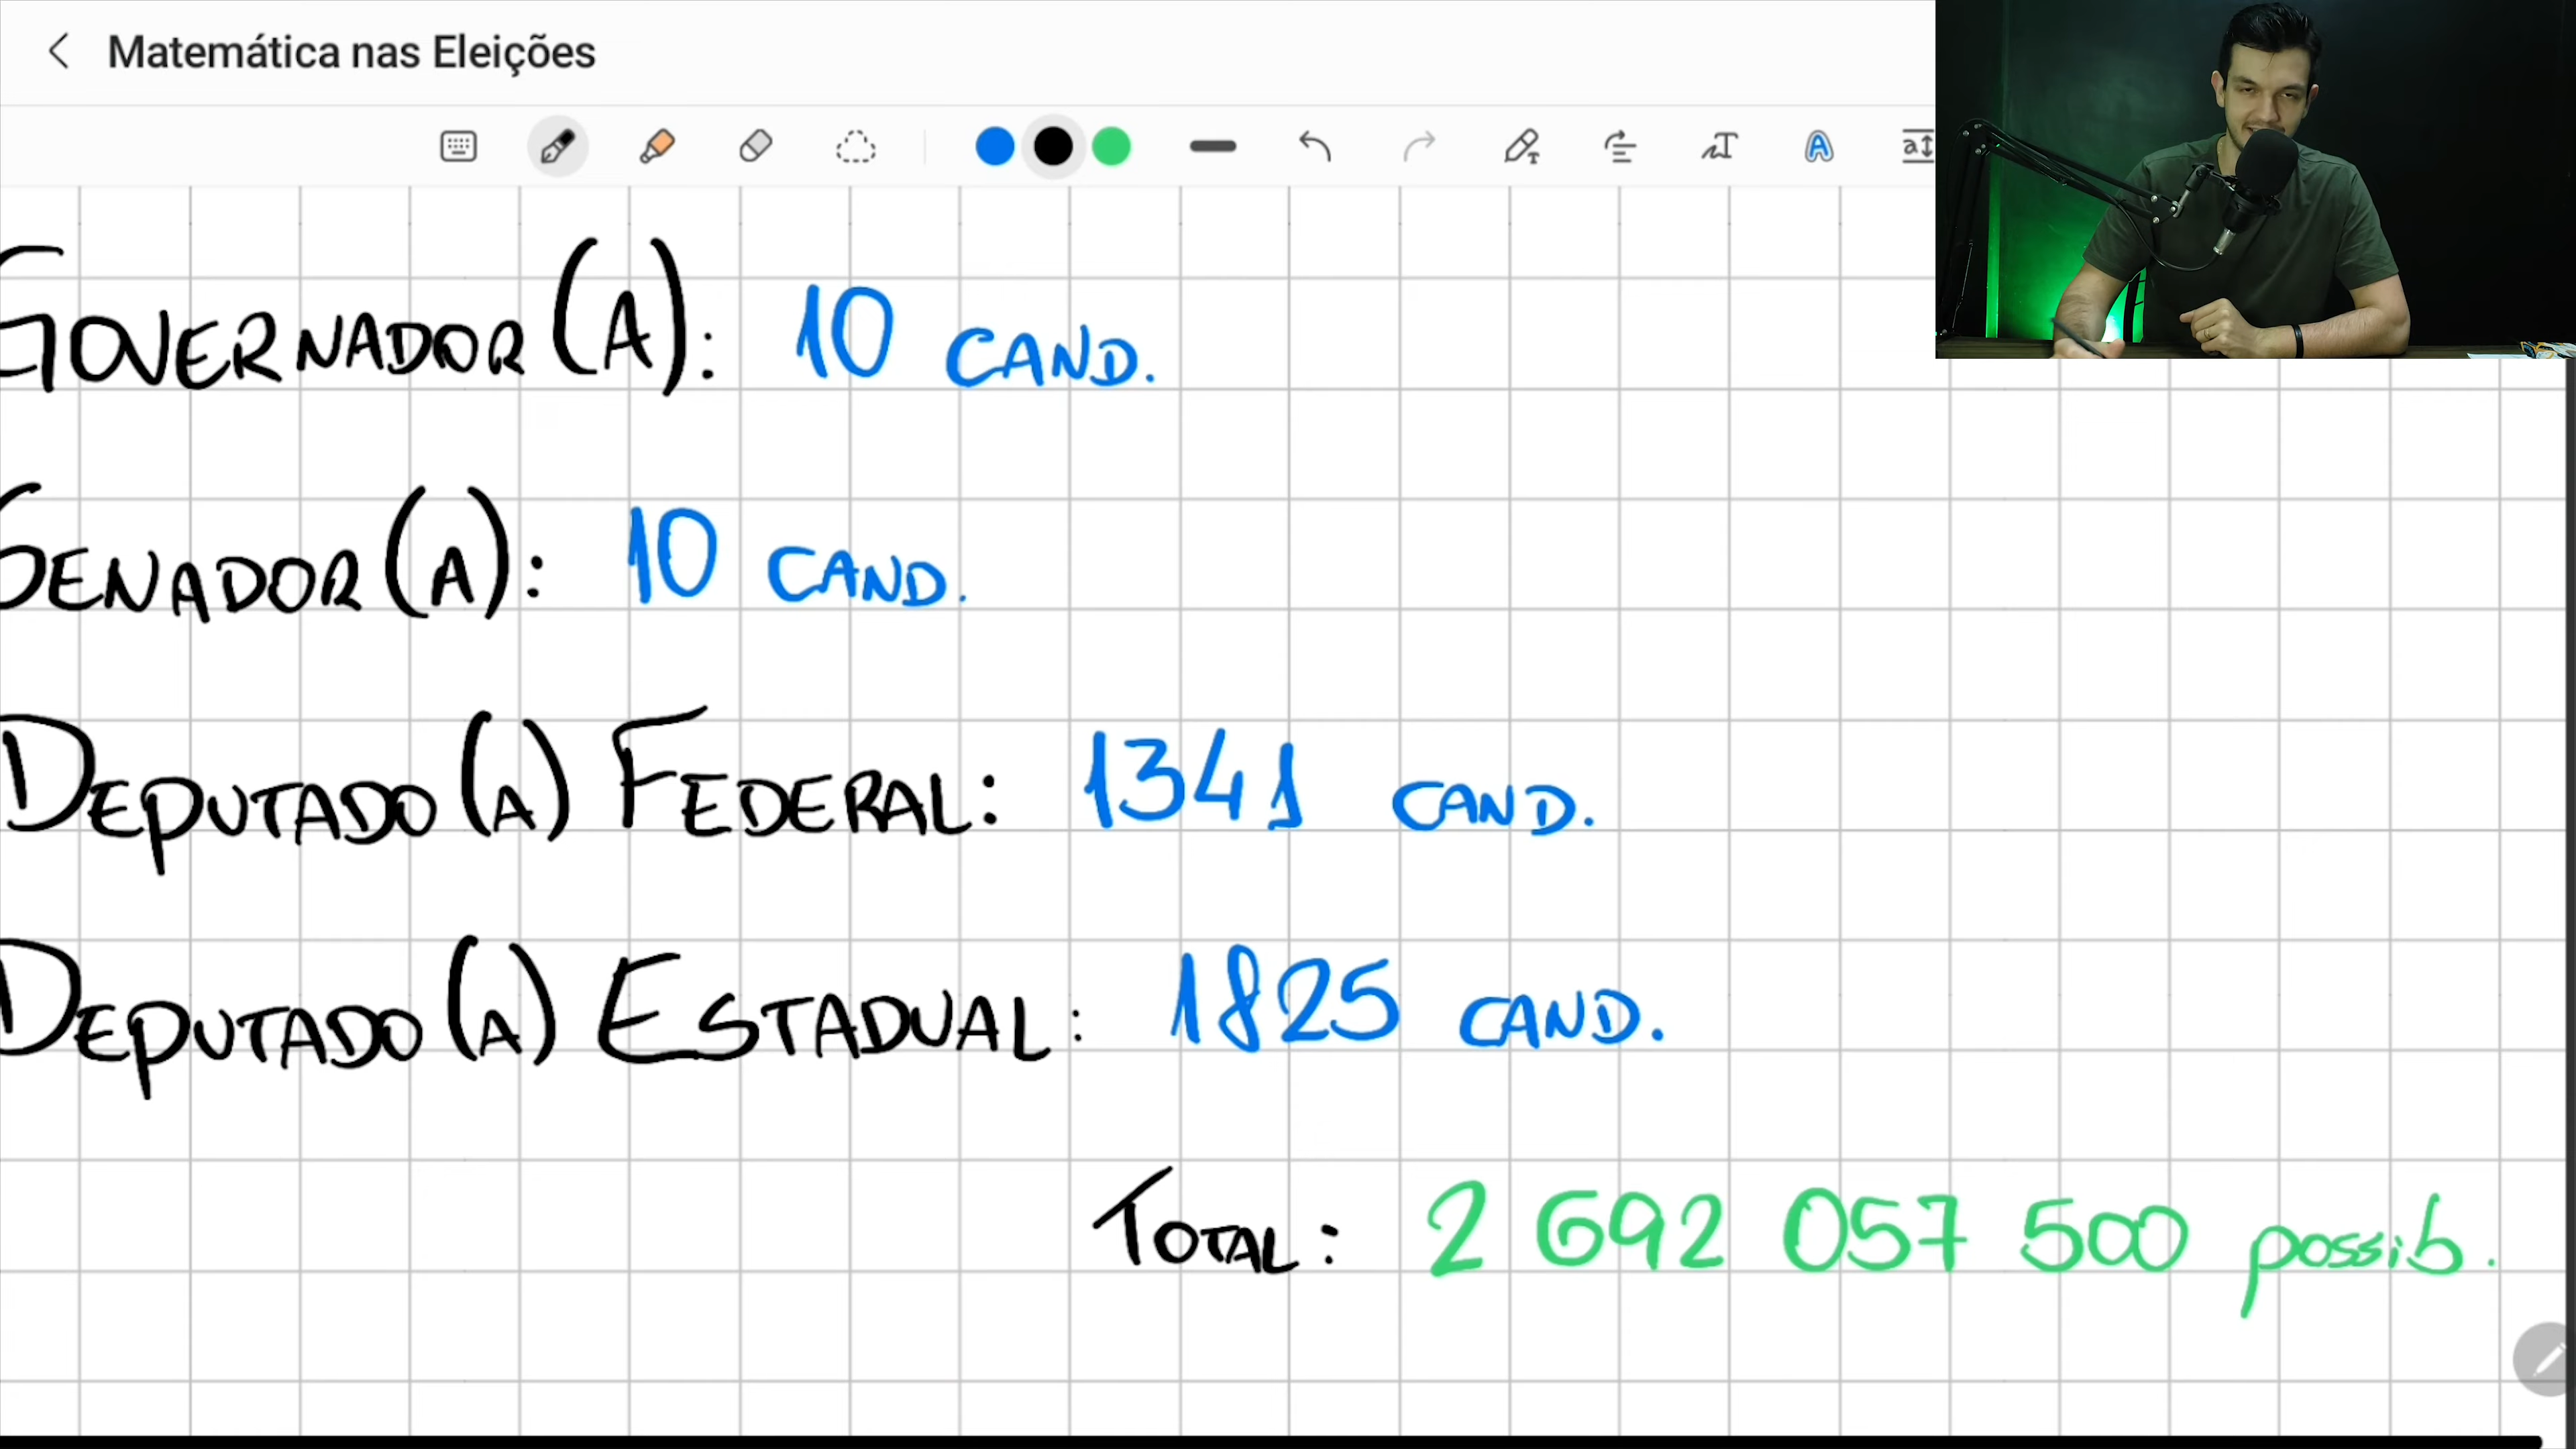 Matemática nas Eleições
GOVERNADOR(A): 10 CAND.
SENADOR(A): 10 CAND.
DEPUTADO(A) FEDERAL: 1341 CAND.
DEPUTADO(A) ESTADUAL: 1825 CAND.
TOTAL: 2 692 057 500 possib.